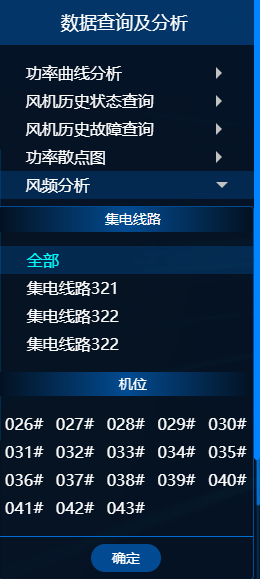 数据查询及分析
功率曲线分析
风机历史状态查询
风机历史故障查询
功率散点图
风频分析
集电线路
全部
集电线路321
集电线路322
集电线路322
机位
026# 027# 028# 029# 030#
031# 032# 033# 034# 035#
036# 037# 038# 039# 040#
041# 042# 043#
确定